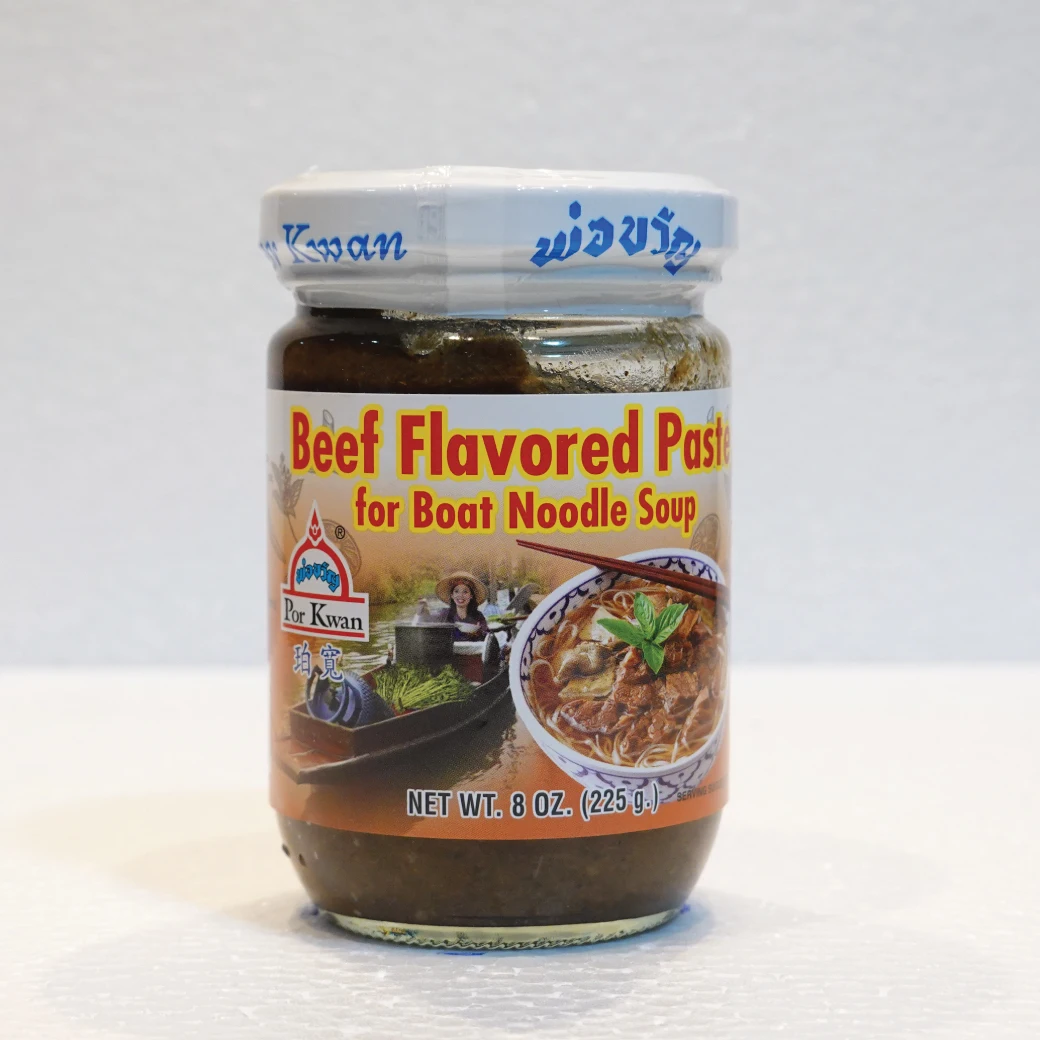 Kwan
พ่อขวัญ
Beef Flavored Paste
for Boat Noodle Soup
®
พ่อขวัญ
Por Kwan
珀寬
NET WT. 8 OZ. (225 g.)
SERVING